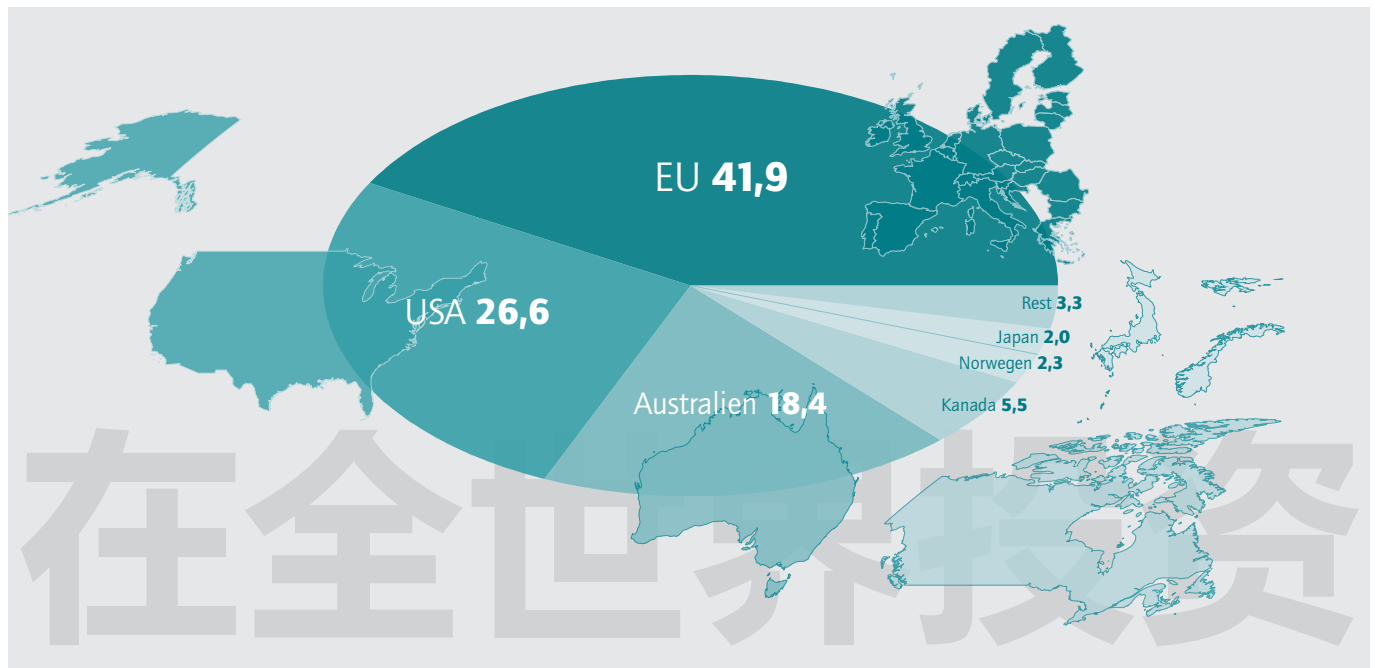 EU 41,9
USA 26,6
Rest 3,3
Japan 2,0
Norwegen 2,3
Australien 18,4
Kanada 5,5
在全世界投资